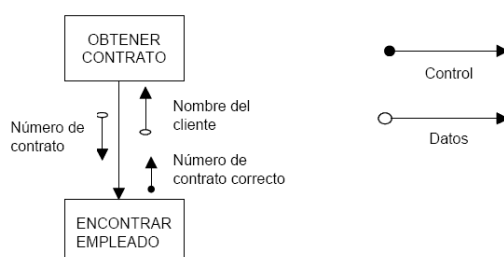 OBTENER
CONTRATO
Número de
contrato
Nombre del
cliente
Número de
contrato correcto
ENCONTRAR
EMPLEADO
Control
Datos